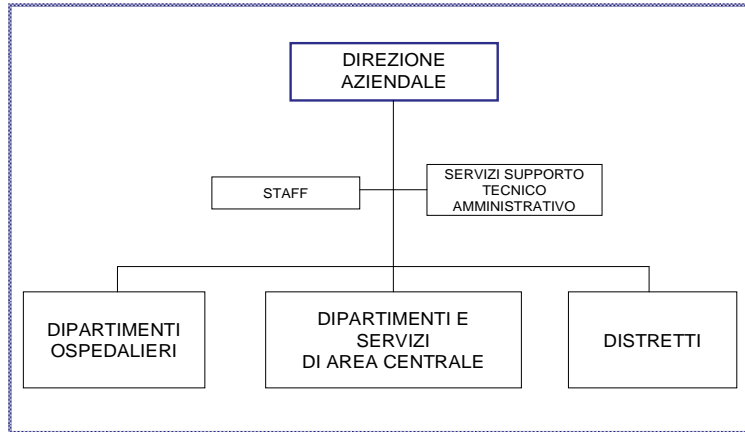 DIREZIONE
AZIENDALE
STAFF
SERVIZI SUPPORTO
TECNICO
AMMINISTRATIVO
DIPARTIMENTI
OSPEDALIERI
DIPARTIMENTI E
SERVIZI
DI AREA CENTRALE
DISTRETTI